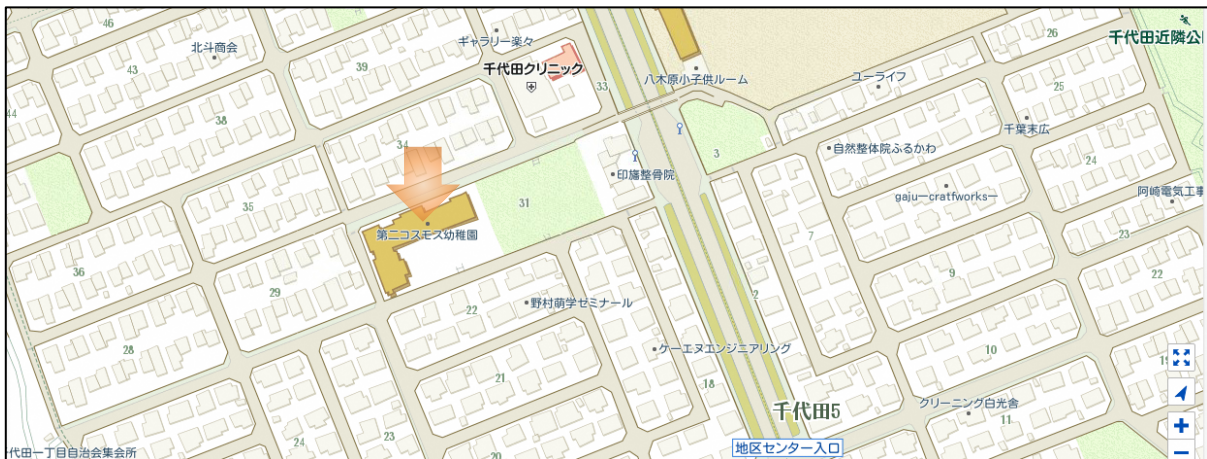 46
北斗商会
43
44
38
39
ギャラリー楽々
千代田クリニック
33
八木原小子供ルーム
ユーライフ
26
千代田近隣公
25
千葉末広
24
3
自然整体院ふるかわ
印旛整骨院
gajuーcratfworksー
阿崎電気工事
34
31
35
36
第二コスモス幼稚園
7
23
22
9
29
22
野村萌学セミナール
2
28
ケーエヌエンジニアリング
10
19
21
18
千代田5
クリーニング白光舎
11
24
23
20
代田一丁目自治会集会所
地区センター入口